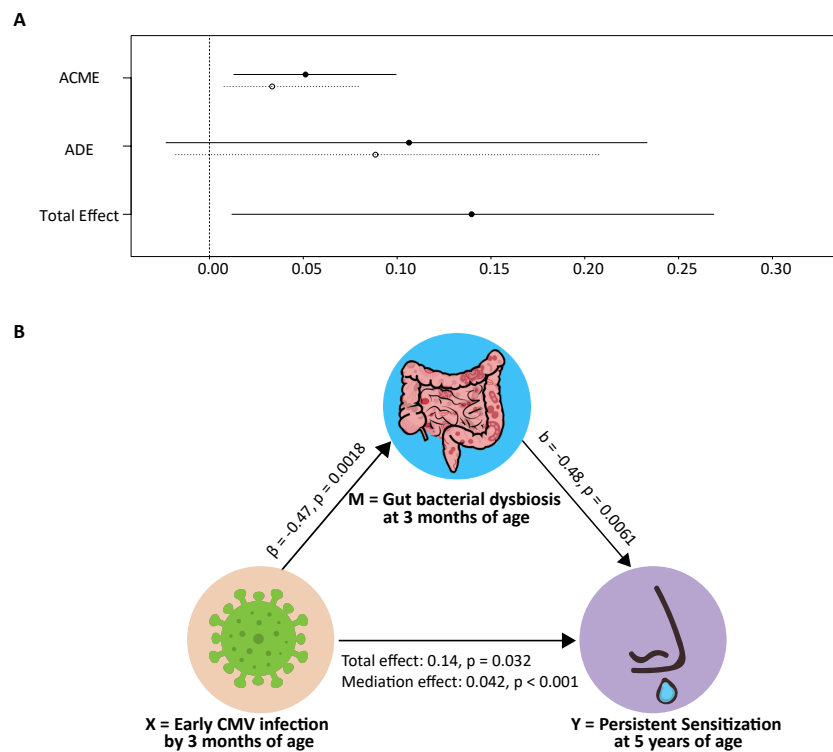 A
ACME
ADE
Total Effect
0.00 0.05 0.10 0.15 0.20 0.25 0.30
B
β = -0.47, p = 0.0018
b = -0.48, p = 0.0061
M = Gut bacterial dysbiosis
at 3 months of age
Total effect: 0.14, p = 0.032
Mediation effect: 0.042, p < 0.001
X = Early CMV infection
by 3 months of age
Y = Persistent Sensitization
at 5 years of age